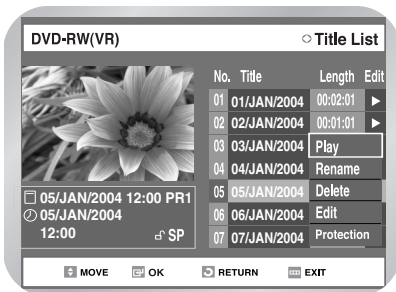 DVD-RW(VR) Title List
No. Title Length Edit
01 01/JAN/2004 00:02:01 ►
02 02/JAN/2004 00:01:01 ►
03 03/JAN/2004 Play
04 04/JAN/2004 Rename
05 05/JAN/2004 Delete
06 06/JAN/2004 Edit
07 07/JAN/2004 Protection
05/JAN/2004 12:00 PR1
05/JAN/2004
12:00 SP
MOVE OK RETURN EXIT